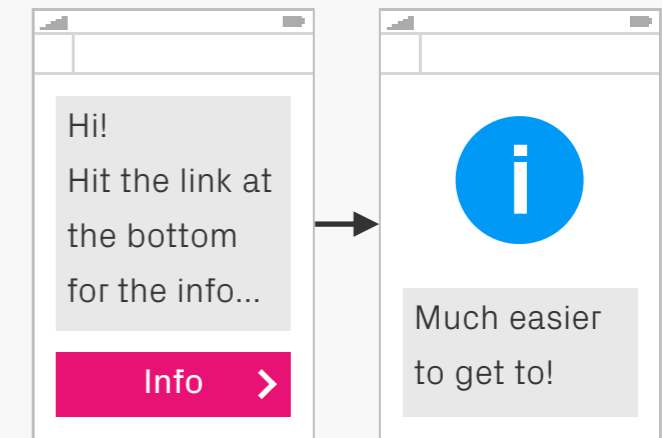 Hi!
Hit the link at
the bottom
for the info...
Info
i
Much easier
to get to!